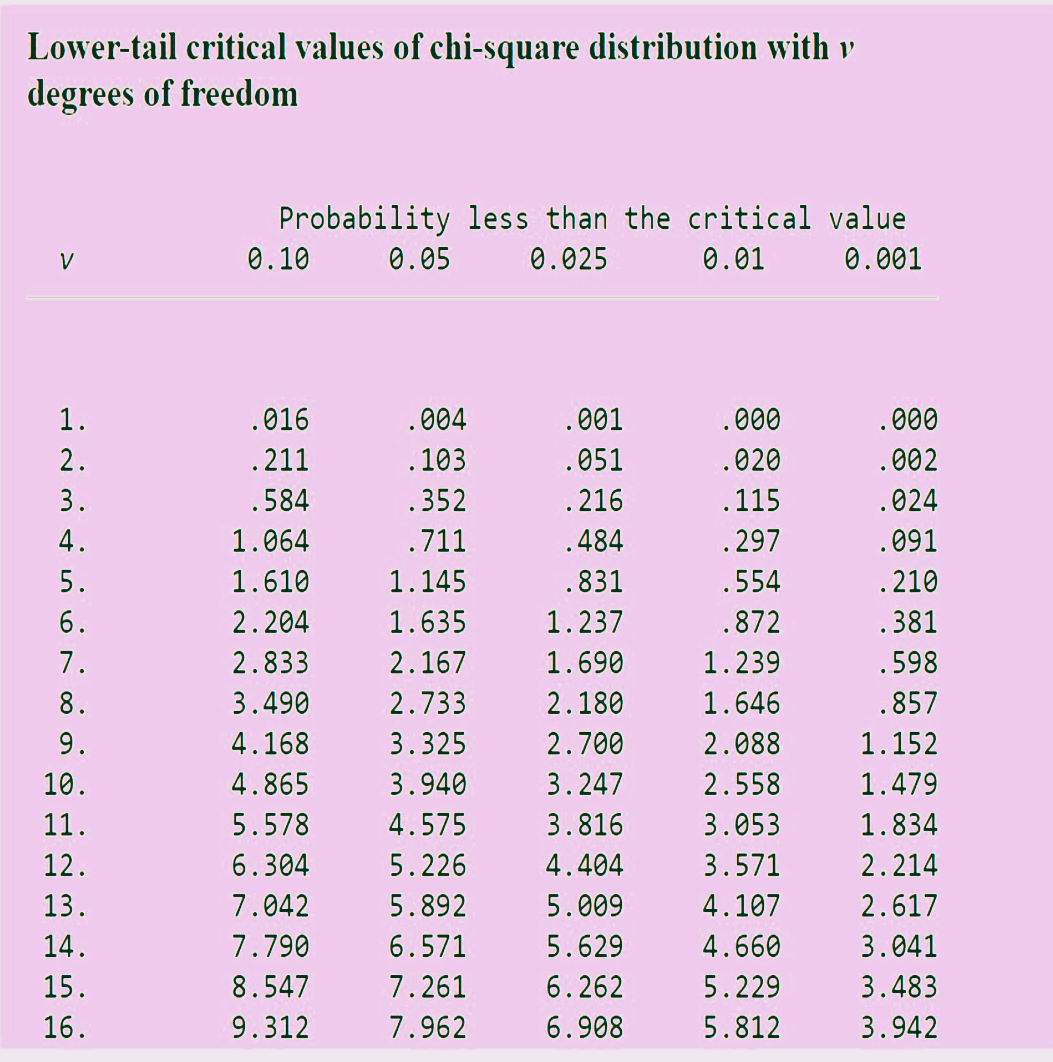 Lower-tail critical values of chi-square distribution with ν
degrees of freedom
Probability less than the critical value
ν 0.10 0.05 0.025 0.01 0.001
1. .016 .004 .001 .000 .000
2. .211 .103 .051 .020 .002
3. .584 .352 .216 .115 .024
4. 1.064 .711 .484 .297 .091
5. 1.610 1.145 .831 .554 .210
6. 2.204 1.635 1.237 .872 .381
7. 2.833 2.167 1.690 1.239 .598
8. 3.490 2.733 2.180 1.646 .857
9. 4.168 3.325 2.700 2.088 1.152
10. 4.865 3.940 3.247 2.558 1.479
11. 5.578 4.575 3.816 3.053 1.834
12. 6.304 5.226 4.404 3.571 2.214
13. 7.042 5.892 5.009 4.107 2.617
14. 7.790 6.571 5.629 4.660 3.041
15. 8.547 7.261 6.262 5.229 3.483
16. 9.312 7.962 6.908 5.812 3.942